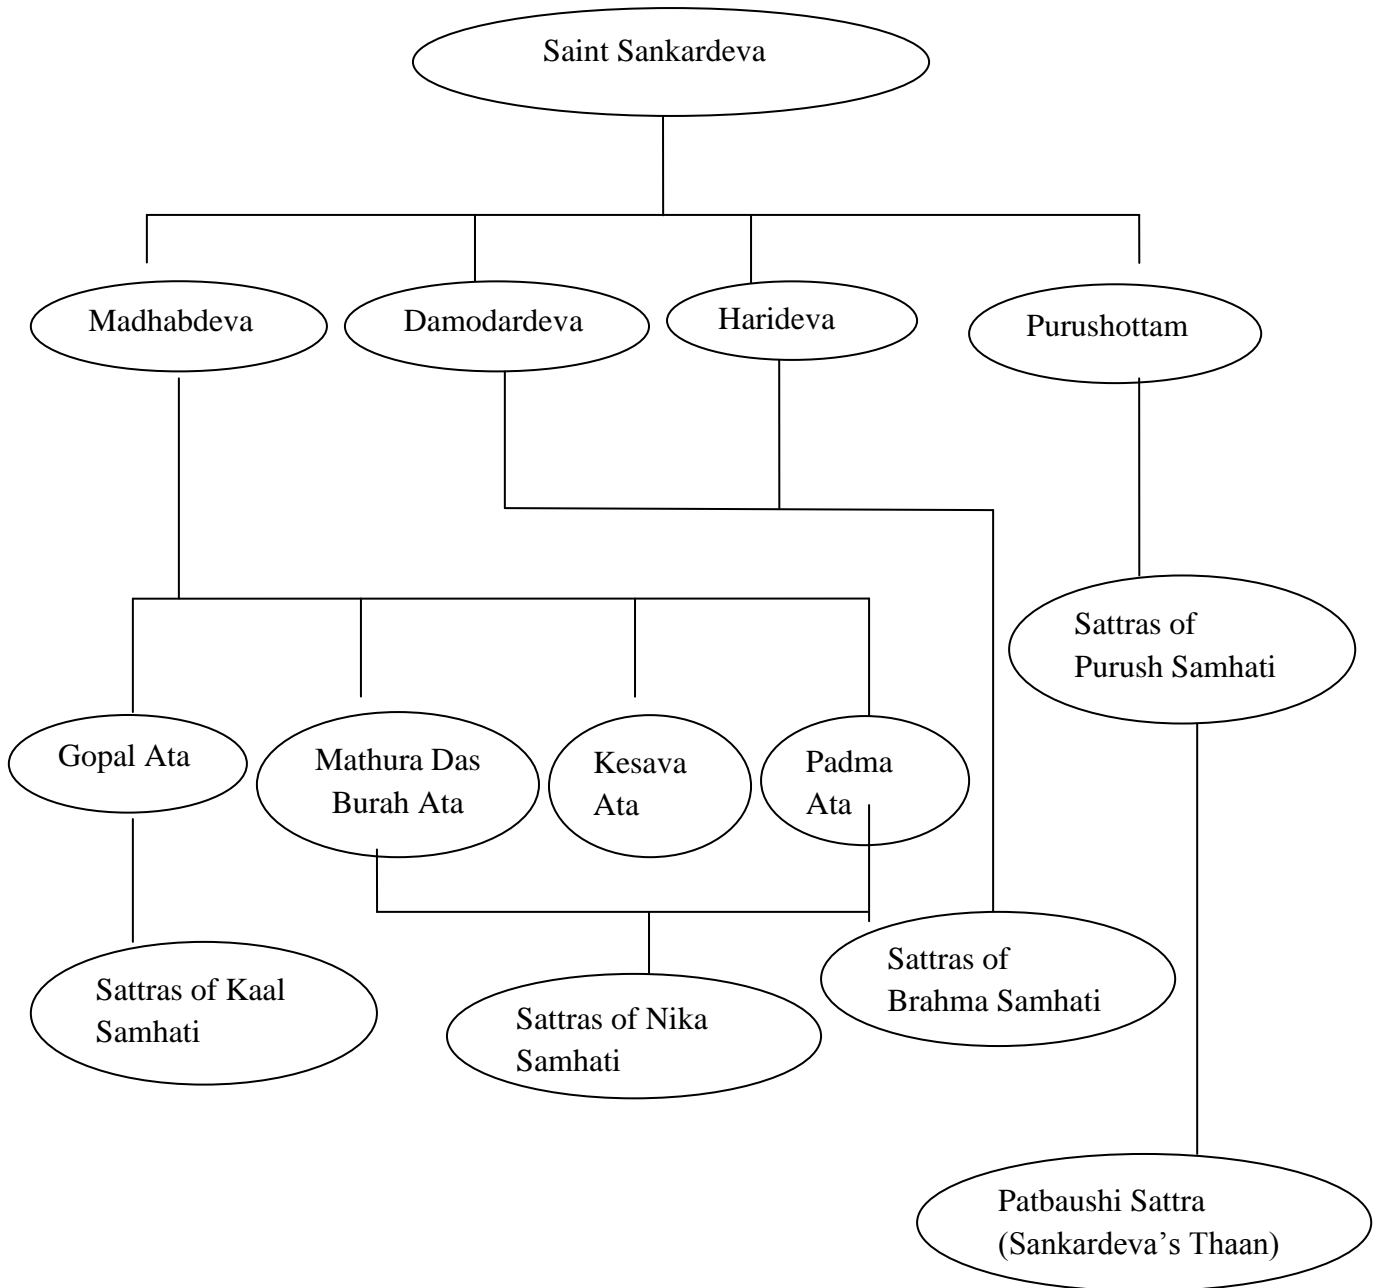 Saint Sankardeva
Madhabdeva
Damodardeva
Harideva
Purushottam
Sattras of
Purush Samhati
Gopal Ata
Mathura Das
Burah Ata
Kesava
Ata
Padma
Ata
Sattras of Kaal
Samhati
Sattras of Nika
Samhati
Sattras of
Brahma Samhati
Patbaushi Sattra
(Sankardeva’s Thaan)